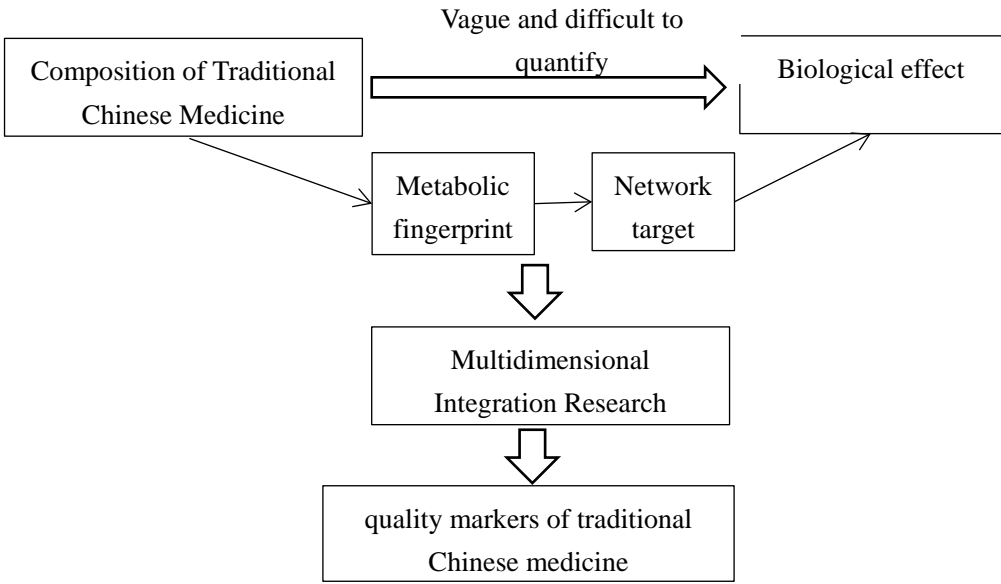 Vague and difficult to
quantify
Composition of Traditional
Chinese Medicine
Biological effect
Metabolic
fingerprint
Network
target
Multidimensional
Integration Research
quality markers of traditional
Chinese medicine